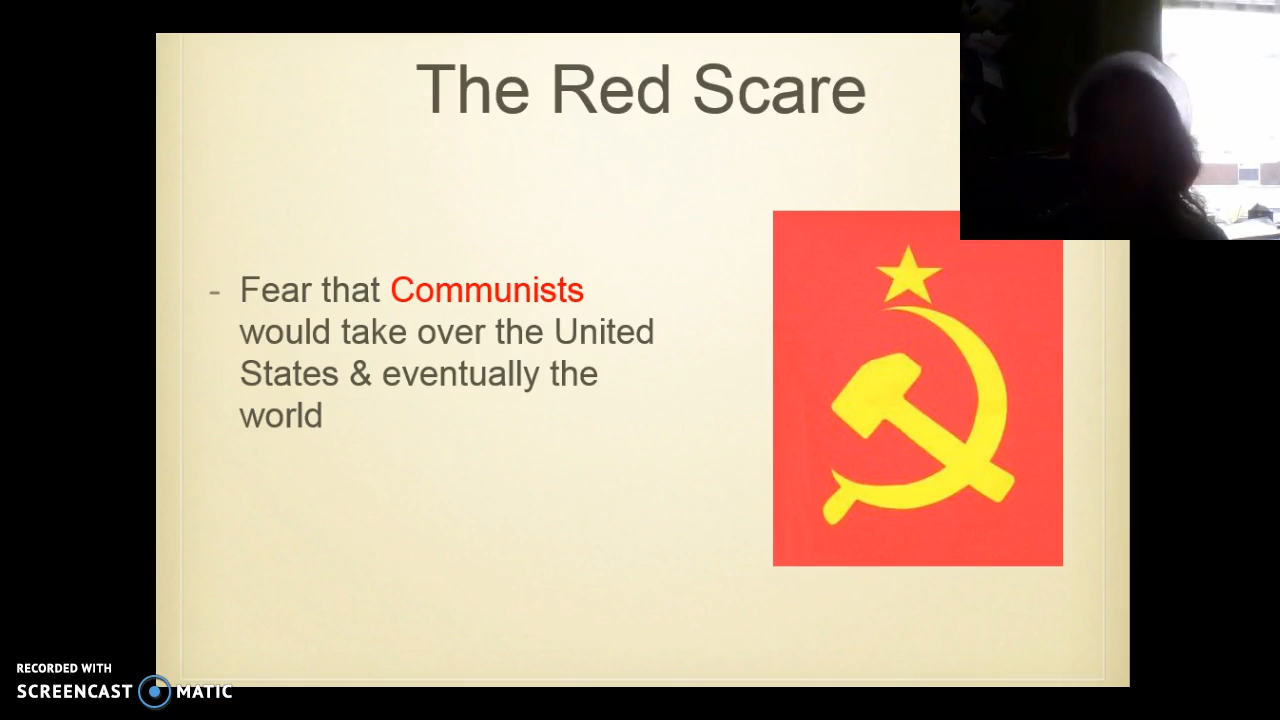 The Red Scare
- Fear that Communists
would take over the United
States & eventually the
world
RECORDED WITH
SCREENCAST MATIC